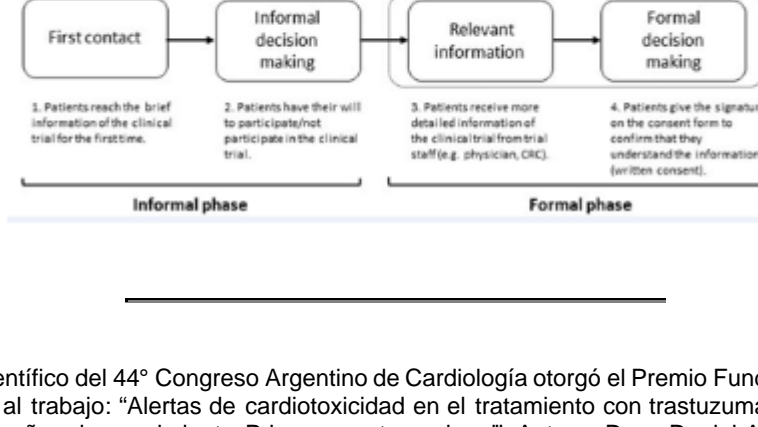 First contact
Informal
decision
making
Relevant
information
Formal
decision
making
1. Patients reach the brief
information of the clinical
trial for the first time.
2. Patients have their will
to participate/not
participate in the clinical
trial.
3. Patients receive more
detailed information of
the clinical trial from trial
staff (e.g. physician, CRC).
4. Patients give the signatur
on the consent form to
confirm that they
understand the information
(written consent).
Informal phase
Formal phase
entífico del 44° Congreso Argentino de Cardiología otorgó el Premio Fund
al trabajo: “Alertas de cardiotoxicidad en el tratamiento con trastuzuma